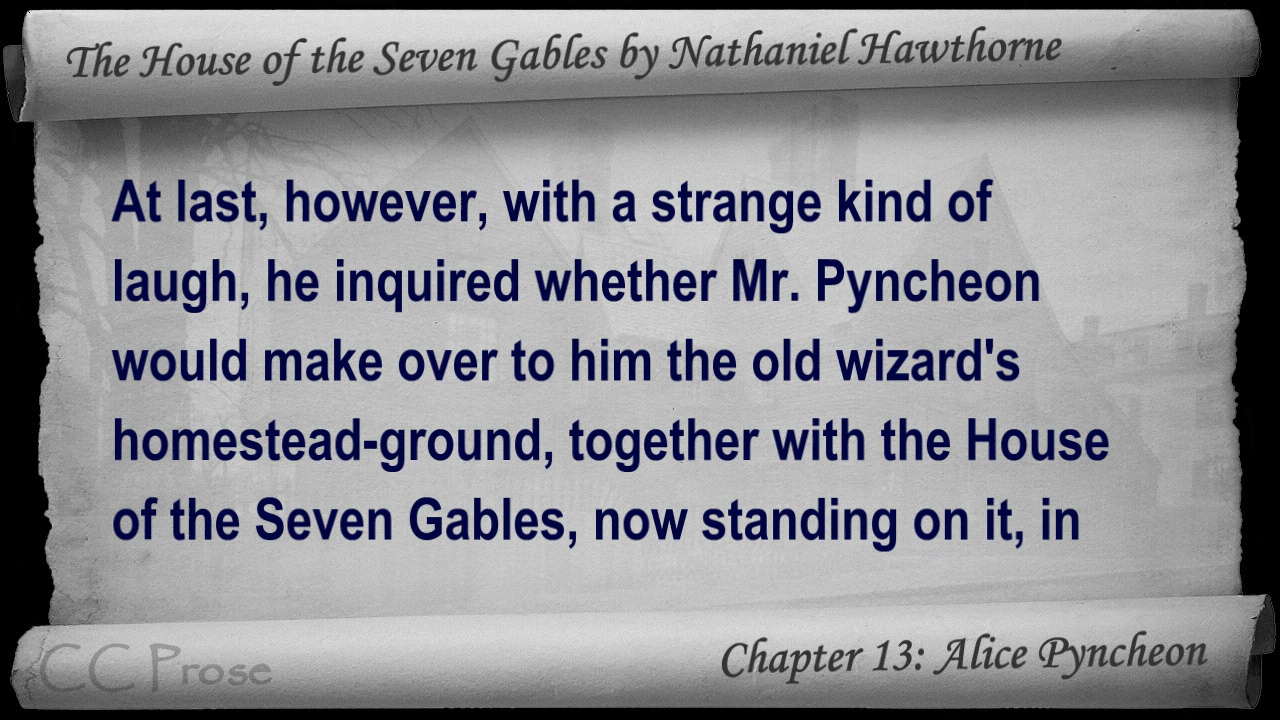 The House of the Seven Gables by Nathaniel Hawthorne
At last, however, with a strange kind of
laugh, he inquired whether Mr. Pyncheon
would make over to him the old wizard's
homestead-ground, together with the House
of the Seven Gables, now standing on it, in
CC Prose
Chapter 13: Alice Pyncheon